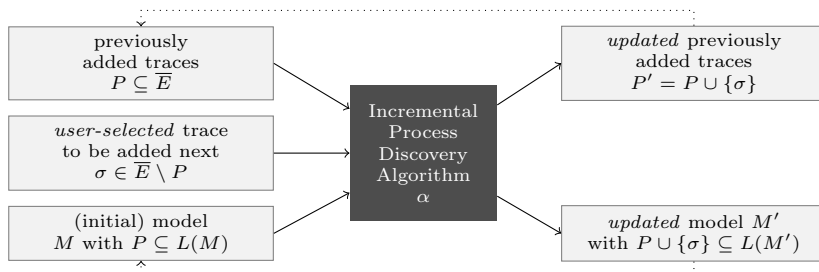 previously
added traces
P ⊆ E̅
user-selected trace
to be added next
σ ∈ E̅ \ P
(initial) model
M with P ⊆ L(M)
Incremental
Process
Discovery
Algorithm
α
updated previously
added traces
P′ = P ∪ {σ}
updated model M′
with P ∪ {σ} ⊆ L(M′)